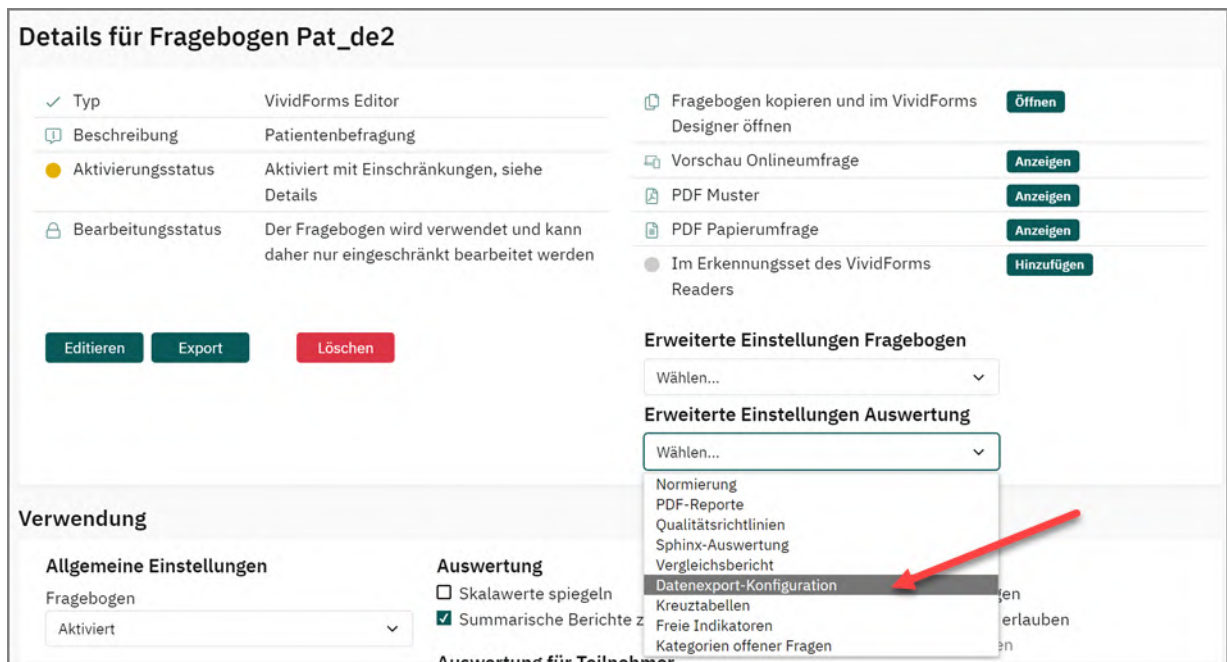 Details für Fragebogen Pat_de2
Typ
VividForms Editor
Beschreibung
Patientenbefragung
Aktivierungsstatus
Aktiviert mit Einschränkungen, siehe
Details
Bearbeitungsstatus
Der Fragebogen wird verwendet und kann
daher nur eingeschränkt bearbeitet werden
Editieren
Export
Löschen
Fragebogen kopieren und im VividForms
Designer öffnen
Öffnen
Vorschau Onlineumfrage
Anzeigen
PDF Muster
Anzeigen
PDF Papierumfrage
Anzeigen
Im Erkennungsset des VividForms
Readers
Hinzufügen
Erweiterte Einstellungen Fragebogen
Wählen...
Erweiterte Einstellungen Auswertung
Wählen...
Normierung
PDF-Reporte
Qualitätsrichtlinien
Sphinx-Auswertung
Vergleichsbericht
Datenexport-Konfiguration
Kreuztabellen
Freie Indikatoren
Kategorien offener Fragen
Verwendung
Allgemeine Einstellungen
Fragebogen
Aktiviert
Auswertung
Skalawerte spiegeln
Summarische Berichte z
gen
erlauben
en
Auswertung für Teilnehmer